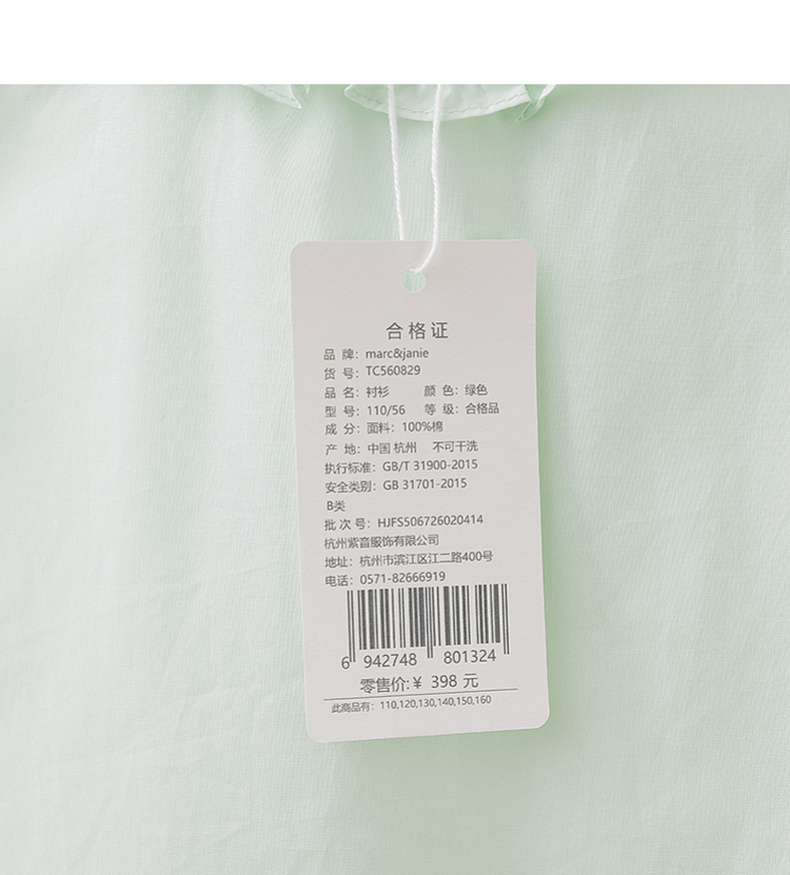 合格证
品 牌: marc&janie
货 号: TC560829
品 名: 衬衫 颜 色: 绿色
型 号: 110/56 等 级: 合格品
成 分: 面料: 100%棉
产 地: 中国 杭州 不可干洗
执行标准: GB/T 31900-2015
安全类别: GB 31701-2015
B类
批 次 号: HJFS506726020414
杭州紫音服饰有限公司
地址: 杭州市滨江区江二路400号
电话: 0571-82666919
6 942748 801324
零售价:¥ 398 元
此商品有: 110,120,130,140,150,160